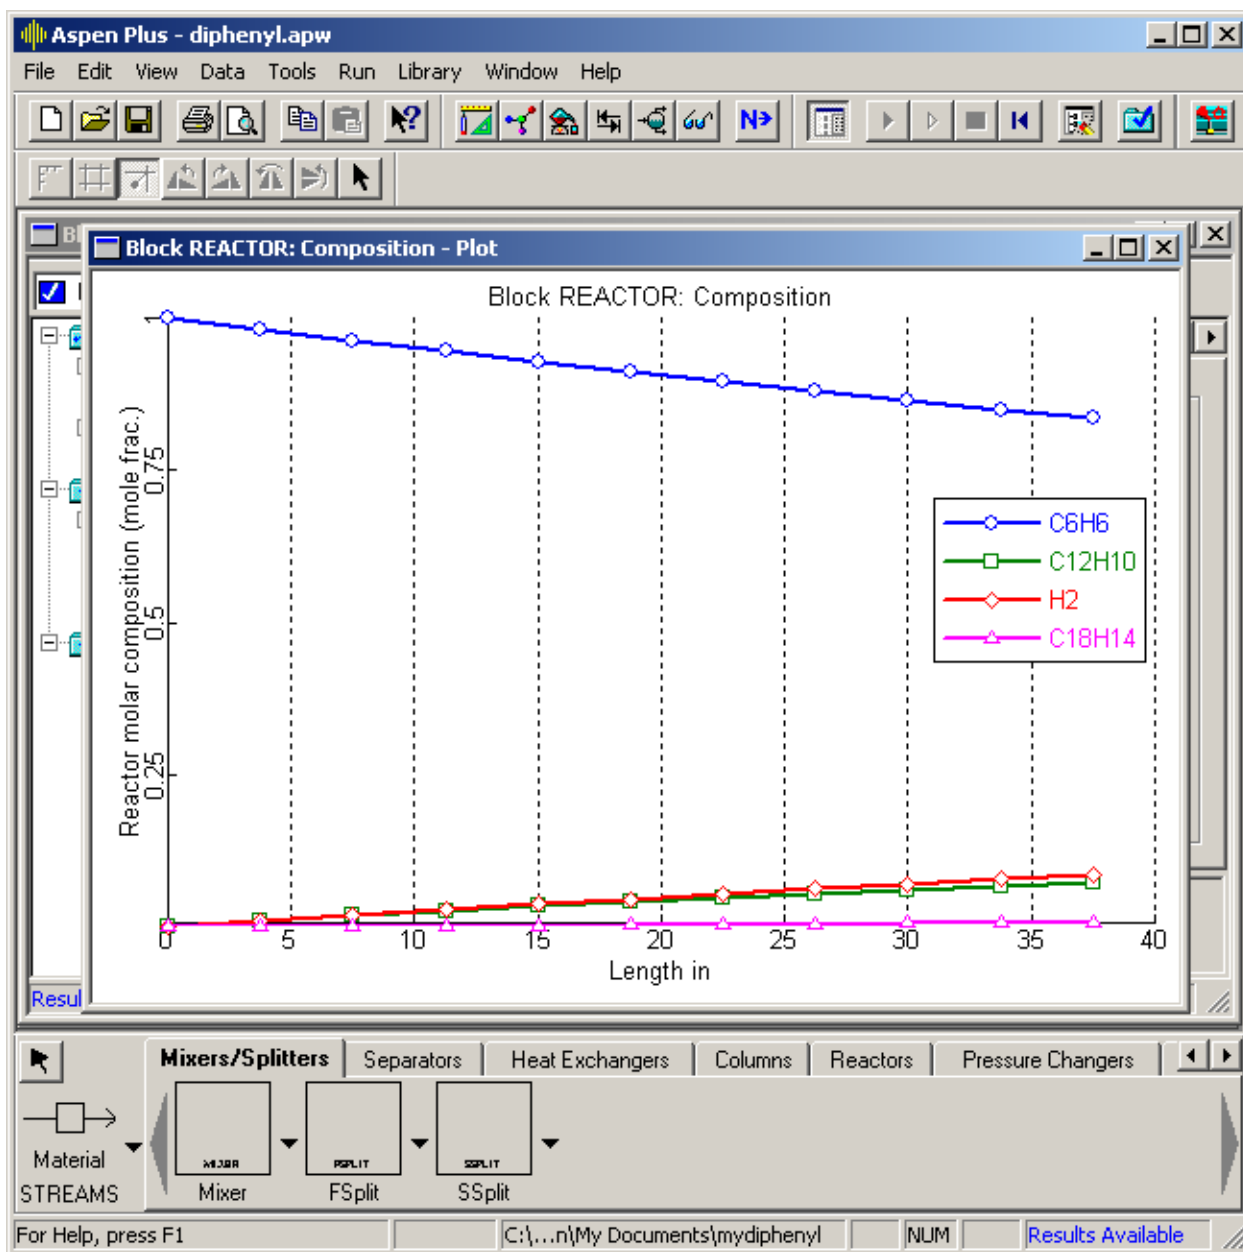 Aspen Plus - diphenyl.apw
File Edit View Data Tools Run Library Window Help
N
Block REACTOR: Composition - Plot
Block REACTOR: Composition
Reactor molar composition (mole frac.)
1
0.75
0.5
0.25
C6H6
C12H10
H2
C18H14
0 5 10 15 20 25 30 35 40
Length in
Resul
Mixers/Splitters Separators Heat Exchangers Columns Reactors Pressure Changers
Material
STREAMS
MIXER
Mixer
FSPLIT
FSplit
SSPLIT
SSplit
For Help, press F1 C:\...n\My Documents\mydiphenyl NUM Results Available